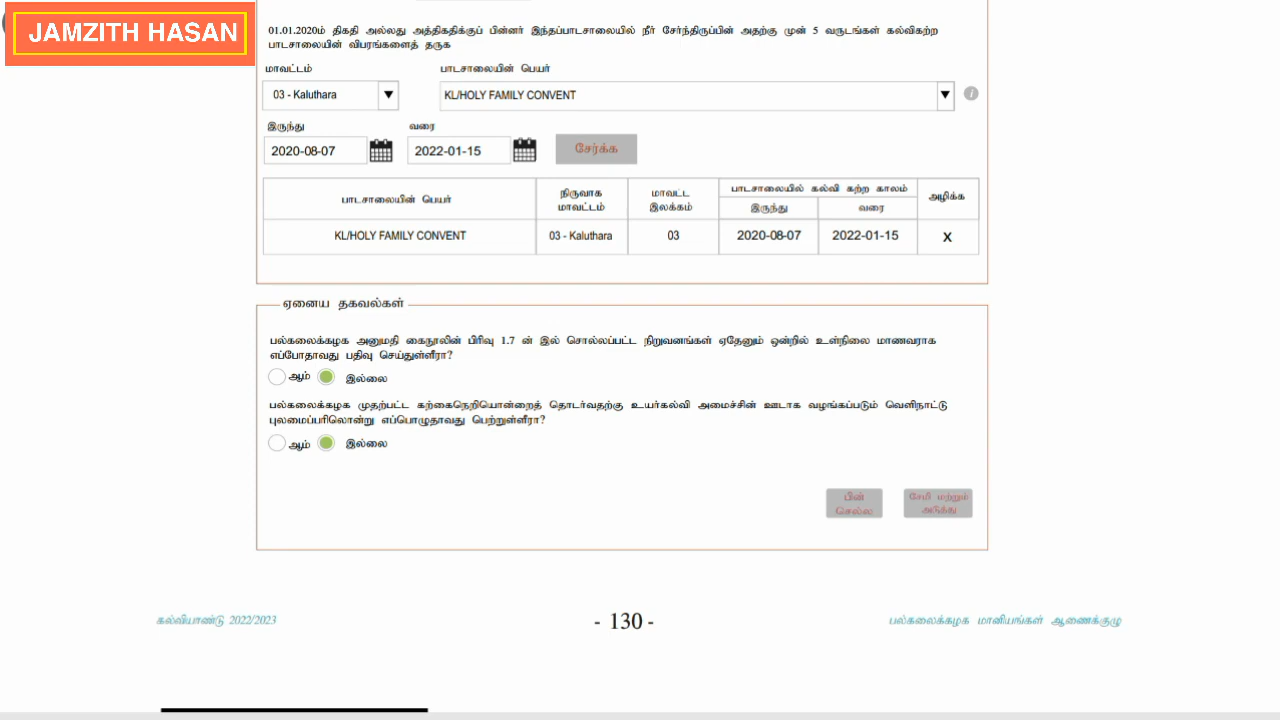 JAMZITH HASAN
01.01.2020ம் திகதி அல்லது அத்திகதிக்குப் பின்னர் இந்தப்பாடசாலையில் நீர் சேர்ந்திருப்பின் அதற்கு முன் 5 வருடங்கள் கல்விகற்ற
பாடசாலையின் விபரங்களைத் தருக
மாவட்டம் பாடசாலையின் பெயர்
03 - Kaluthara KL/HOLY FAMILY CONVENT
இருந்து வரை
2020-08-07 2022-01-15 சேர்க்க
பாடசாலையின் பெயர் நிருவாக மாவட்டம் மாவட்ட இலக்கம் பாடசாலையில் கல்வி கற்ற காலம் இருந்து வரை அழிக்க
KL/HOLY FAMILY CONVENT 03 - Kaluthara 03 2020-08-07 2022-01-15 X
ஏனைய தகவல்கள்
பல்கலைக்கழக அனுமதி கைநூலின் பிரிவு 1.7 ன் இல் சொல்லப்பட்ட நிறுவனங்கள் ஏதேனும் ஒன்றில் உள்நிலை மாணவராக
எப்போதாவது பதிவு செய்துள்ளீரா?
ஆம் இல்லை
பல்கலைக்கழக முதற்பட்ட கற்கைநெறியொன்றைத் தொடர்வதற்கு உயர்கல்வி அமைச்சின் ஊடாக வழங்கப்படும் வெளிநாட்டு
புலமைப்பரிலொன்று எப்பொழுதாவது பெற்றுள்ளீரா?
ஆம் இல்லை
பின் செல்ல
சேமி மற்றும் அடுத்து
கல்வியாண்டு 2022/2023 - 130 - பல்கலைக்கழக மானியங்கள் ஆணைக்குழு